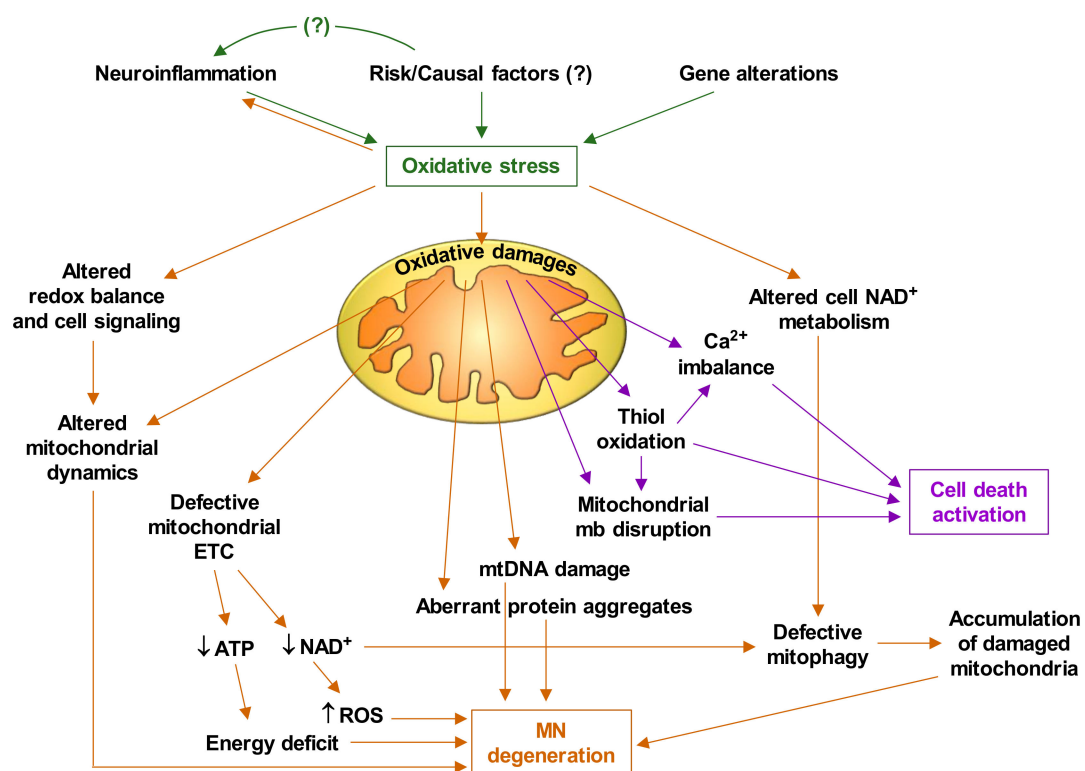 (?)
Neuroinflammation
Risk/Causal factors (?)
Gene alterations
Oxidative stress
Oxidative damages
Altered
redox balance
and cell signaling
Altered cell NAD⁺
metabolism
Ca²⁺
imbalance
Thiol
oxidation
Altered
mitochondrial
dynamics
Cell death
activation
Defective
mitochondrial
ETC
Mitochondrial
mb disruption
mtDNA damage
Aberrant protein aggregates
↓ATP
↓NAD⁺
Defective
mitophagy
Accumulation
of damaged
mitochondria
↑ROS
Energy deficit
MN
degeneration